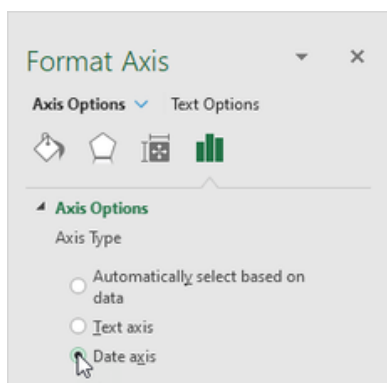 Format Axis
Axis Options Text Options
Axis Options
Axis Type
Automatically select based on
data
Text axis
Date axis